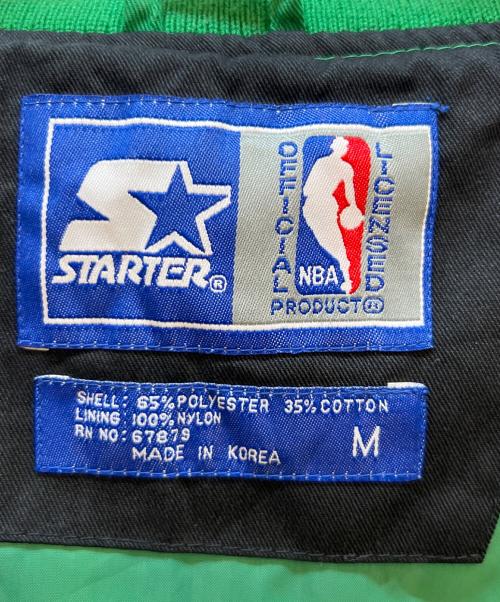 STARTER®
OFFICIAL
LICENSED
NBA
PRODUCT®
SHELL: 65% POLYESTER 35% COTTON
LINING: 100% NYLON
RN NO: 67879
MADE IN KOREA
M